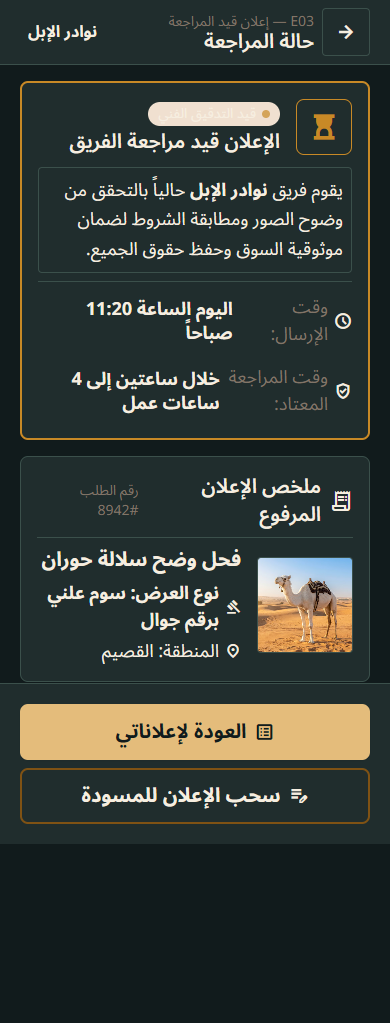 E03 — إعلان قيد المراجعة
حالة المراجعة
نوادر الإبل
قيد التدقيق الفني
الإعلان قيد مراجعة الفريق
يقوم فريق نوادر الإبل حالياً بالتحقق من
وضوح الصور ومطابقة الشروط لضمان
موثوقية السوق وحفظ حقوق الجميع.
وقت الإرسال:
اليوم الساعة 11:20 صباحاً
وقت المراجعة المعتاد:
خلال ساعتين إلى 4 ساعات عمل
ملخص الإعلان المرفوع
رقم الطلب
#8942
فحل وضح سلالة حوران
نوع العرض: سوم علني
برقم جوال
المنطقة: القصيم
العودة لإعلاناتي
سحب الإعلان للمسودة